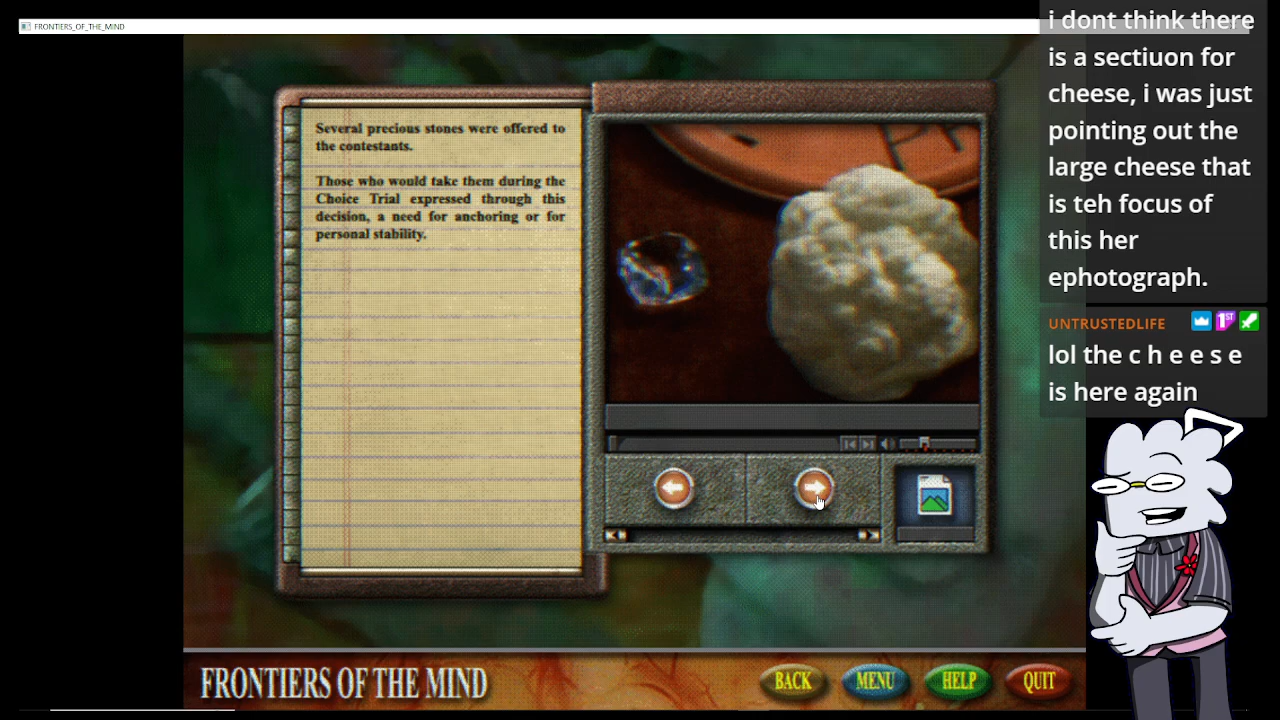 FRONTIERS_OF_THE_MIND
Several precious stones were offered to
the contestants.
Those who would take them during the
Choice Trial expressed through this
decision, a need for anchoring or for
personal stability.
FRONTIERS OF THE MIND
BACK
MENU
HELP
QUIT
i dont think there
is a sectiuon for
cheese, i was just
pointing out the
large cheese that
is teh focus of
this her
ephotograph.
UNTRUSTEDLIFE
1ST
lol the c h e e s e
is here again